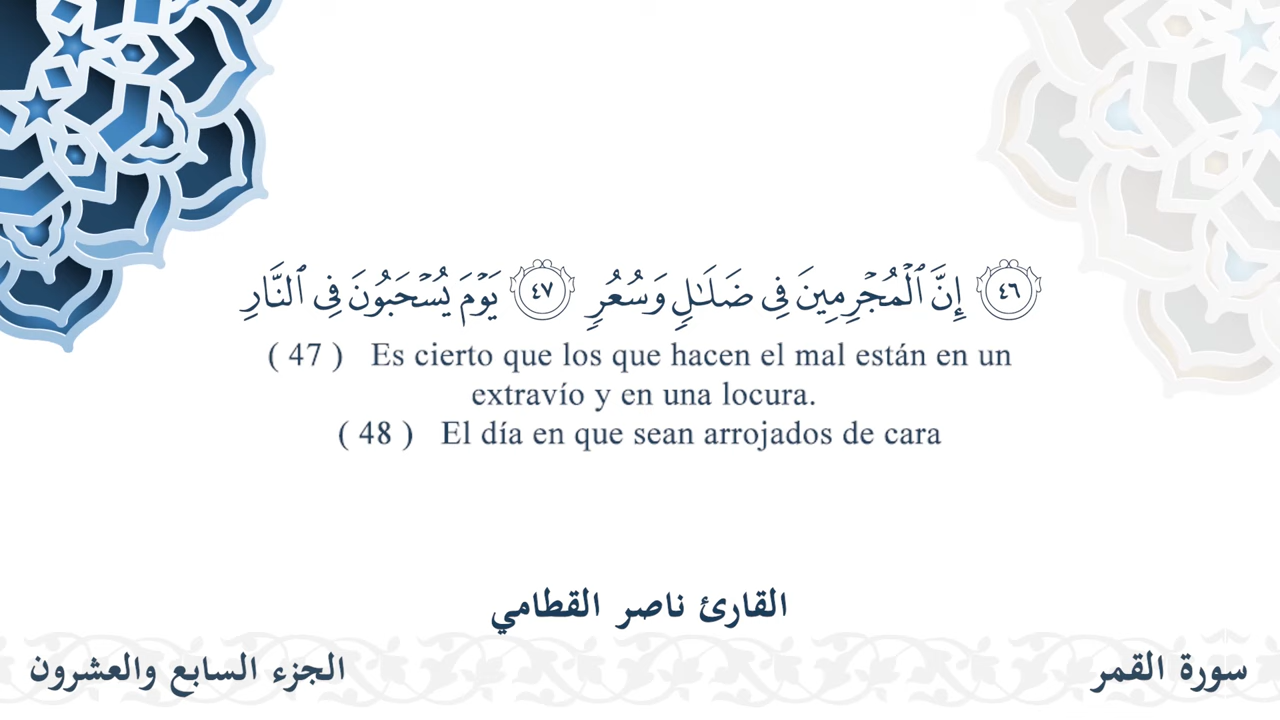 ٤٦ إِنَّ ٱلْمُجْرِمِينَ فِى ضَلَـٰلٍ وَسُعُرٍ ٤٧ يَوْمَ يُسْحَبُونَ فِى ٱلنَّارِ
( 47 ) Es cierto que los que hacen el mal están en un
extravío y en una locura.
( 48 ) El día en que sean arrojados de cara
القارئ ناصر القطامي
سورة القمر
الجزء السابع والعشرون